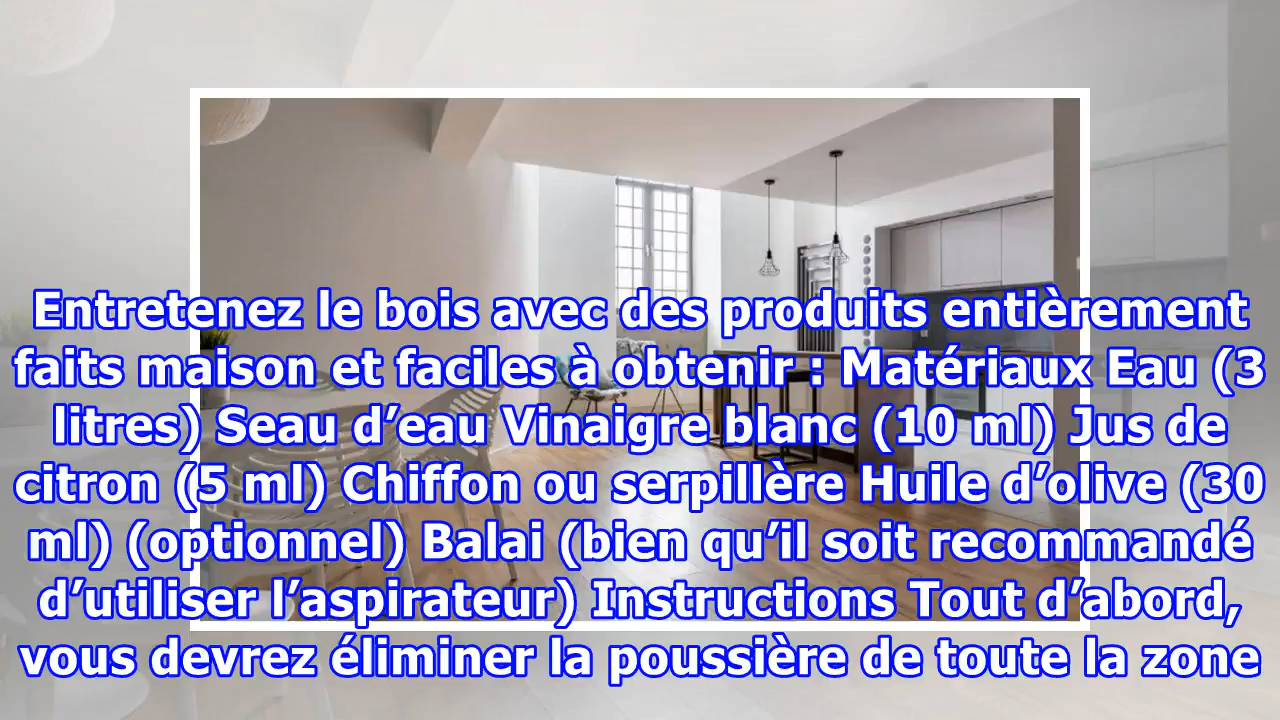 Entretenez le bois avec des produits entièrement
faits maison et faciles à obtenir : Matériaux Eau (3
litres) Seau d’eau Vinaigre blanc (10 ml) Jus de
citron (5 ml) Chiffon ou serpillère Huile d’olive (30
ml) (optionnel) Balai (bien qu’il soit recommandé
d’utiliser l’aspirateur) Instructions Tout d’abord,
vous devrez éliminer la poussière de toute la zone